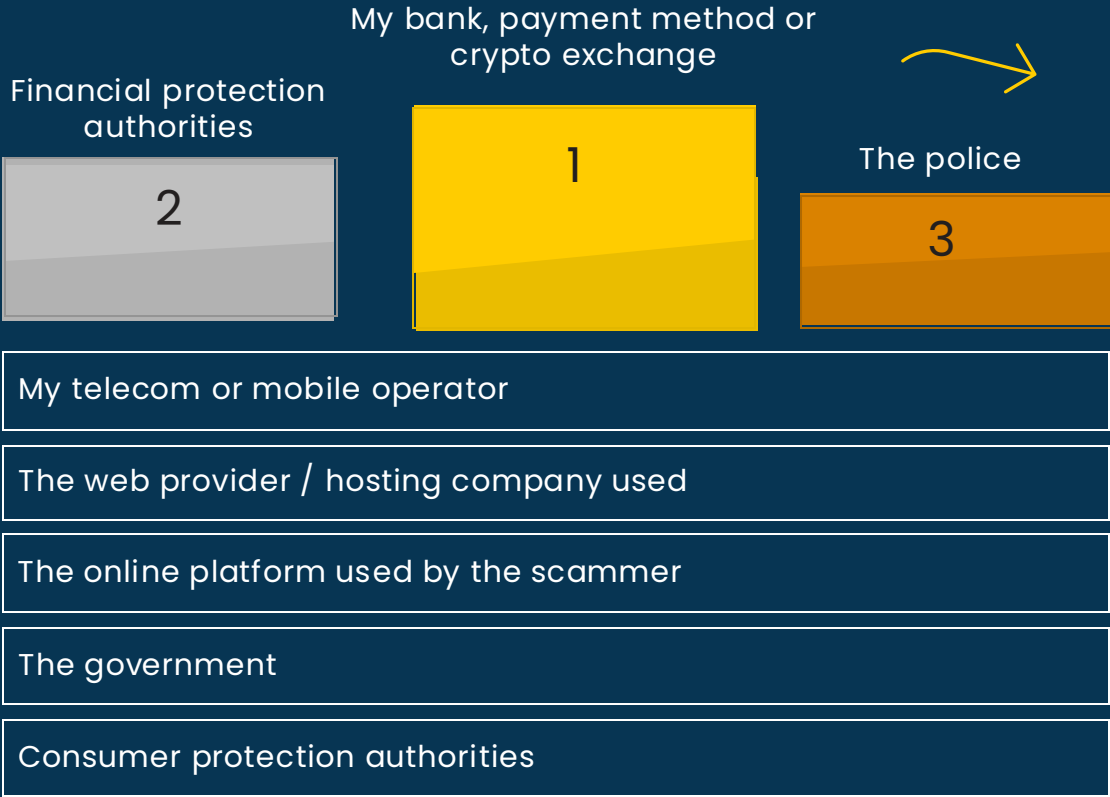 My bank, payment method or
crypto exchange
Financial protection
authorities
The police
1
2
3
My telecom or mobile operator
The web provider / hosting company used
The online platform used by the scammer
The government
Consumer protection authorities